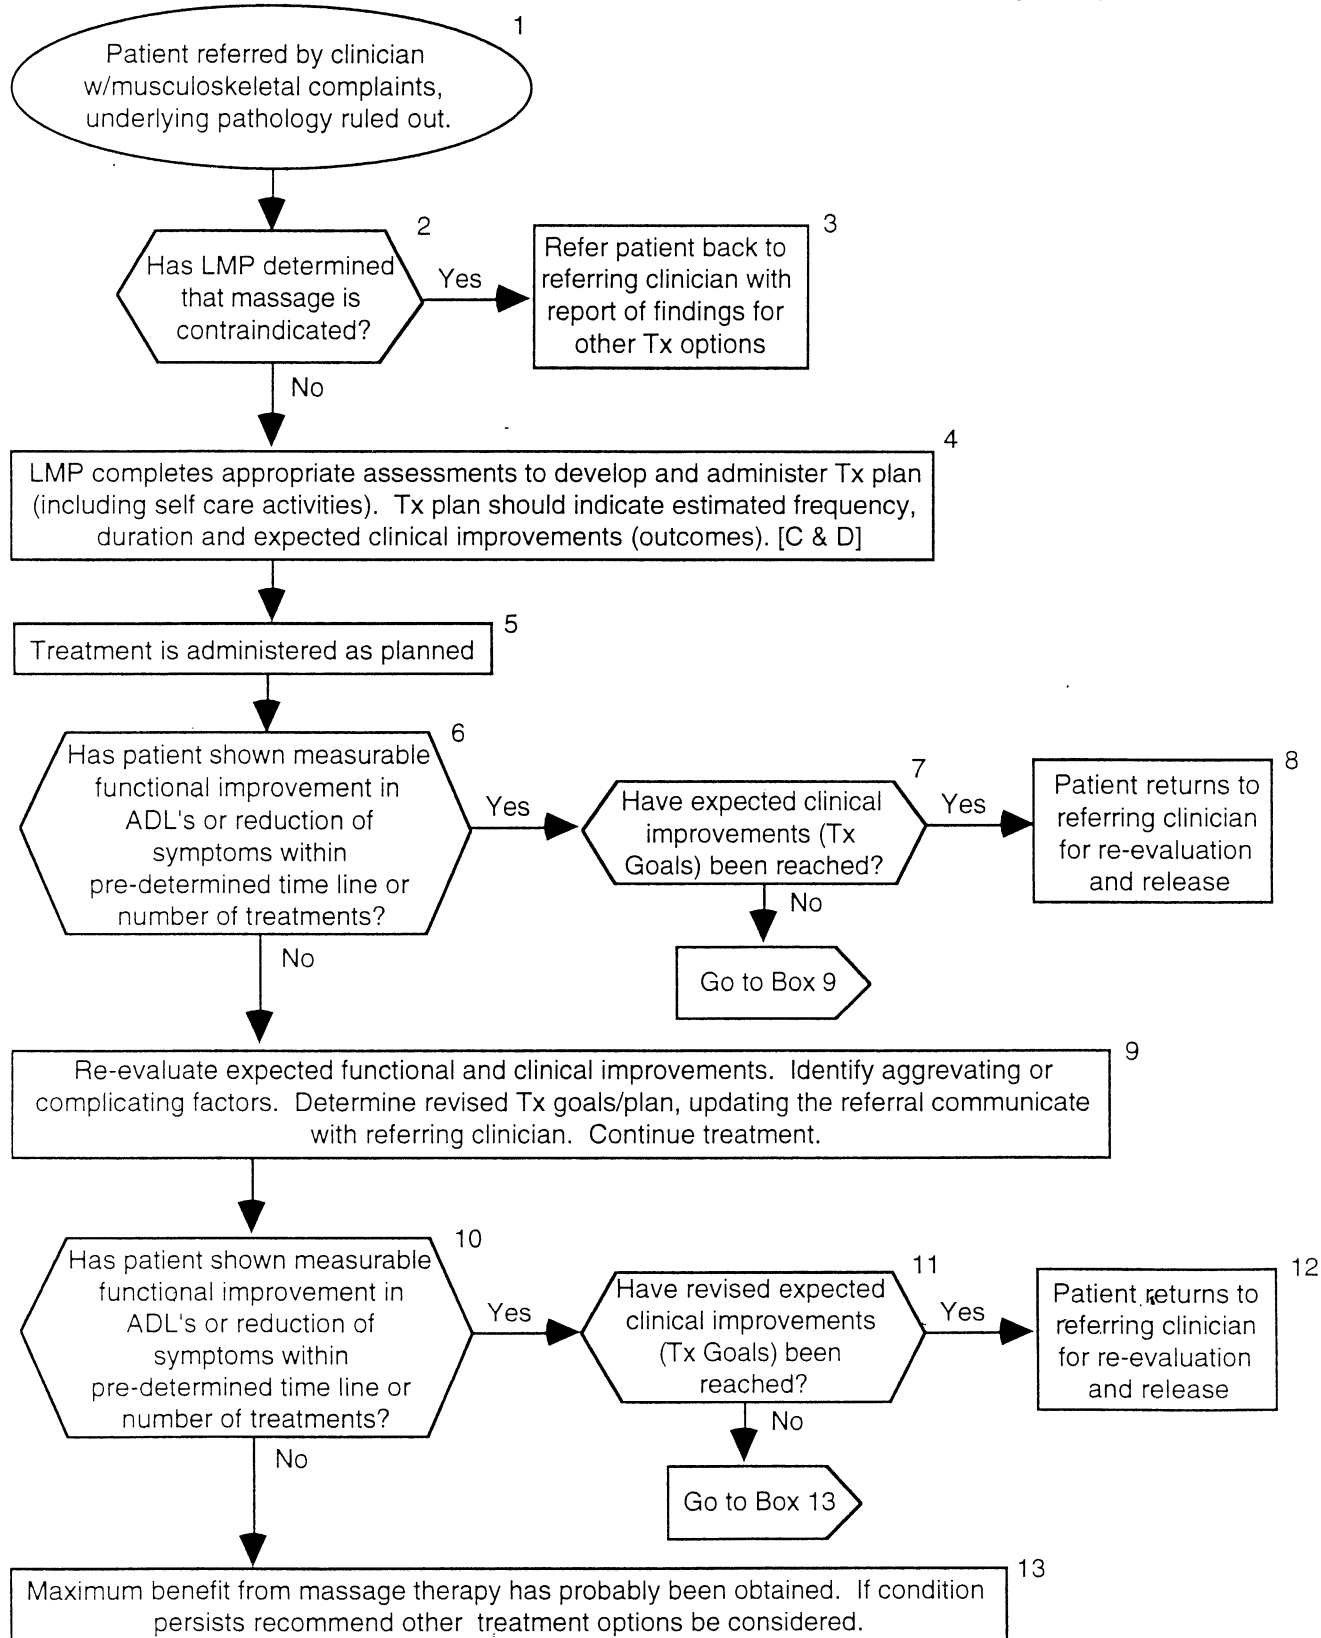 1
Patient referred by clinician
w/musculoskeletal complaints,
underlying pathology ruled out.
2
Has LMP determined
that massage is
contraindicated?
Yes
3
Refer patient back to
referring clinician with
report of findings for
other Tx options
No
4
LMP completes appropriate assessments to develop and administer Tx plan
(including self care activities). Tx plan should indicate estimated frequency,
duration and expected clinical improvements (outcomes). [C & D]
5
Treatment is administered as planned
6
Has patient shown measurable
functional improvement in
ADL's or reduction of
symptoms within
pre-determined time line or
number of treatments?
Yes
7
Have expected clinical
improvements (Tx
Goals) been reached?
Yes
8
Patient returns to
referring clinician
for re-evaluation
and release
No
Go to Box 9
No
9
Re-evaluate expected functional and clinical improvements. Identify aggrevating or
complicating factors. Determine revised Tx goals/plan, updating the referral communicate
with referring clinician. Continue treatment.
10
Has patient shown measurable
functional improvement in
ADL's or reduction of
symptoms within
pre-determined time line or
number of treatments?
Yes
11
Have revised expected
clinical improvements
(Tx Goals) been
reached?
Yes
12
Patient returns to
referring clinician
for re-evaluation
and release
No
Go to Box 13
No
13
Maximum benefit from massage therapy has probably been obtained. If condition
persists recommend other treatment options be considered.